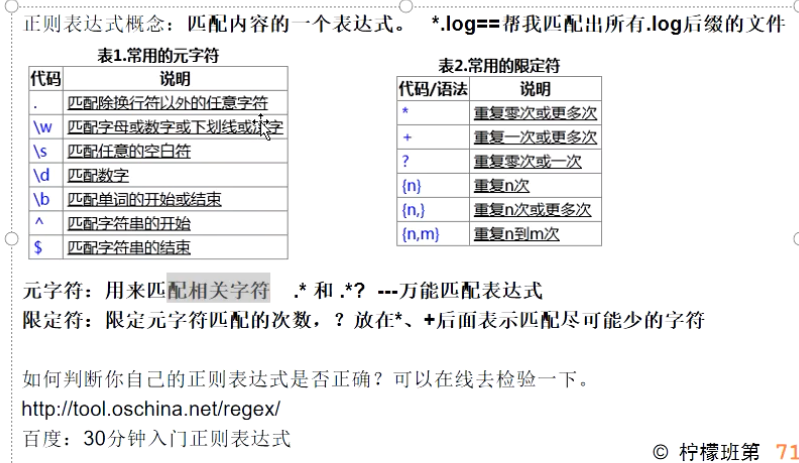 正则表达式概念：匹配内容的一个表达式。 *.log==帮我匹配出所有.log后缀的文件
表1.常用的元字符
代码 说明
. 匹配除换行符以外的任意字符
\w 匹配字母或数字或下划线或汉字
\s 匹配任意的空白符
\d 匹配数字
\b 匹配单词的开始或结束
^ 匹配字符串的开始
$ 匹配字符串的结束
表2.常用的限定符
代码/语法 说明
* 重复零次或更多次
+ 重复一次或更多次
? 重复零次或一次
{n} 重复n次
{n,} 重复n次或更多次
{n,m} 重复n到m次
元字符：用来匹配相关字符 .* 和 .*? ---万能匹配表达式
限定符：限定元字符匹配的次数，？放在*、+后面表示匹配尽可能少的字符
如何判断你自己的正则表达式是否正确？可以在线去检验一下。
http://tool.oschina.net/regex/
百度：30分钟入门正则表达式
© 柠檬班第 71